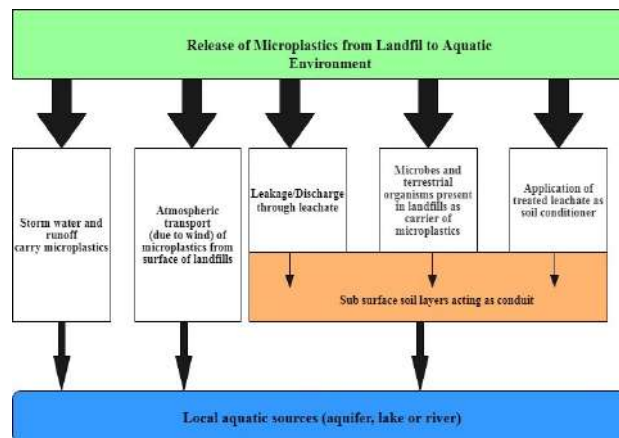 Release of Microplastics from Landfil to Aquatic
Environment
Storm water and
runoff
carry microplastics
Atmospheric
transport
(due to wind) of
microplastics from
surface of landfills
Leakage/Discharge
through leachate
Microbes and
terrestrial
organisms present
in landfills as
carrier of
microplastics
Application of
treated leachate as
soil conditioner
Sub surface soil layers acting as conduit
Local aquatic sources (aquifer, lake or river)